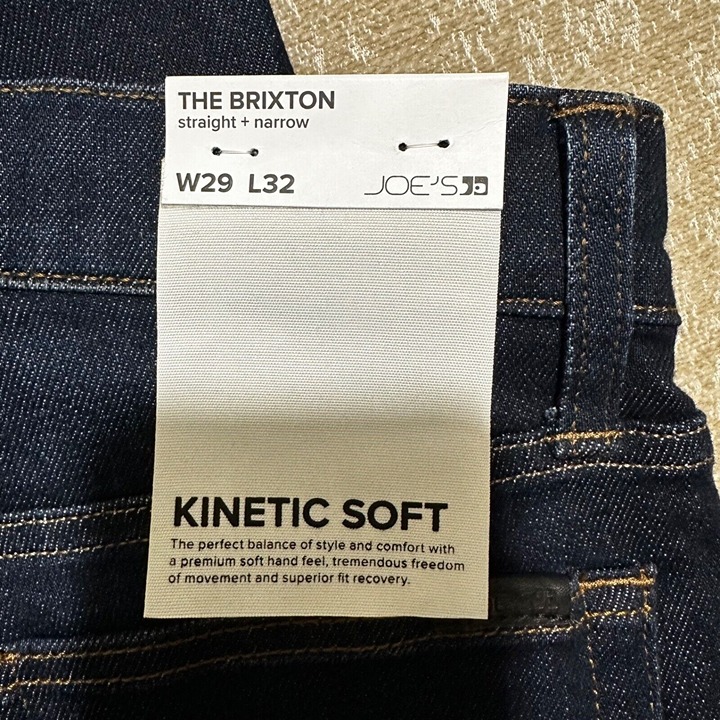 THE BRIXTON
straight + narrow
W29 L32 JOE'S
KINETIC SOFT
The perfect balance of style and comfort with
a premium soft hand feel, tremendous freedom
of movement and superior fit recovery.